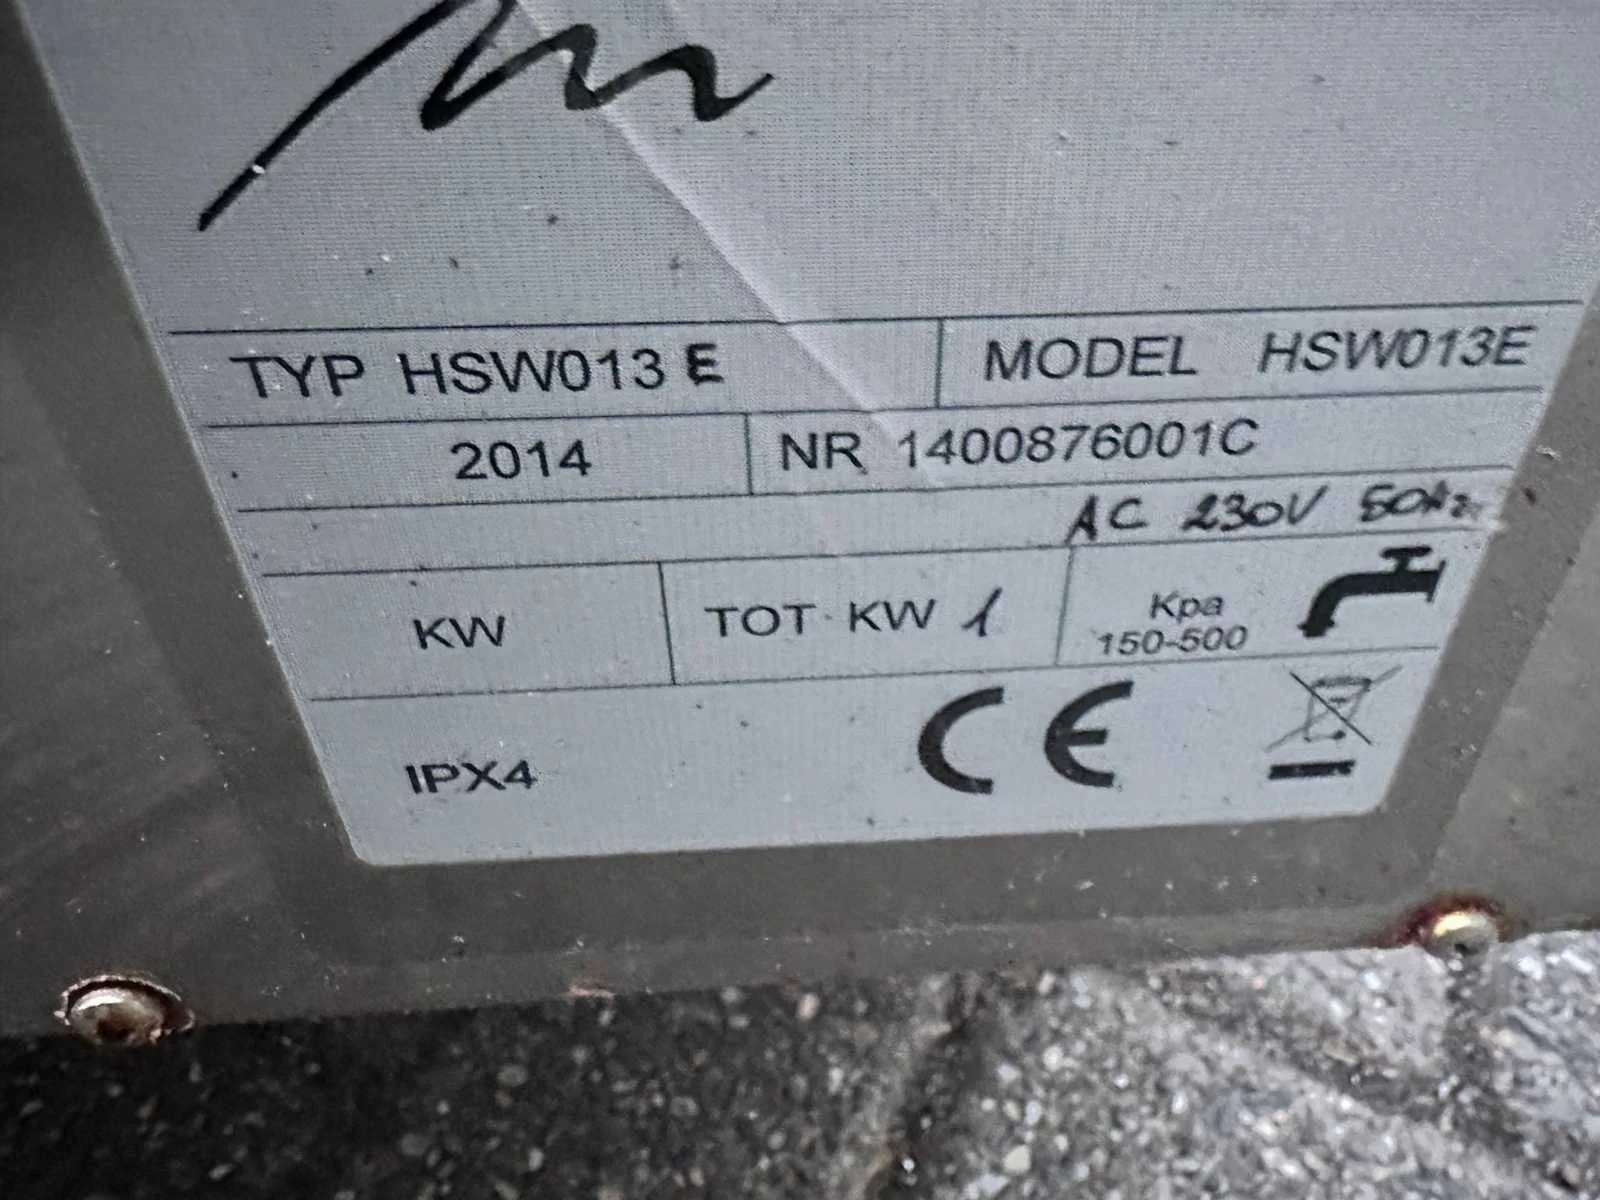 TYP HSW013 E MODEL HSW013E
2014 NR 1400876001C
AC 230V 50Hz
KW TOT KW 1 Kpa
150-500
IPX4 CE